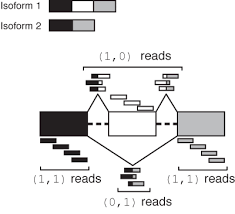 Isoform 1
Isoform 2
(1,0) reads
(1,1) reads
(1,1) reads
(0,1) reads